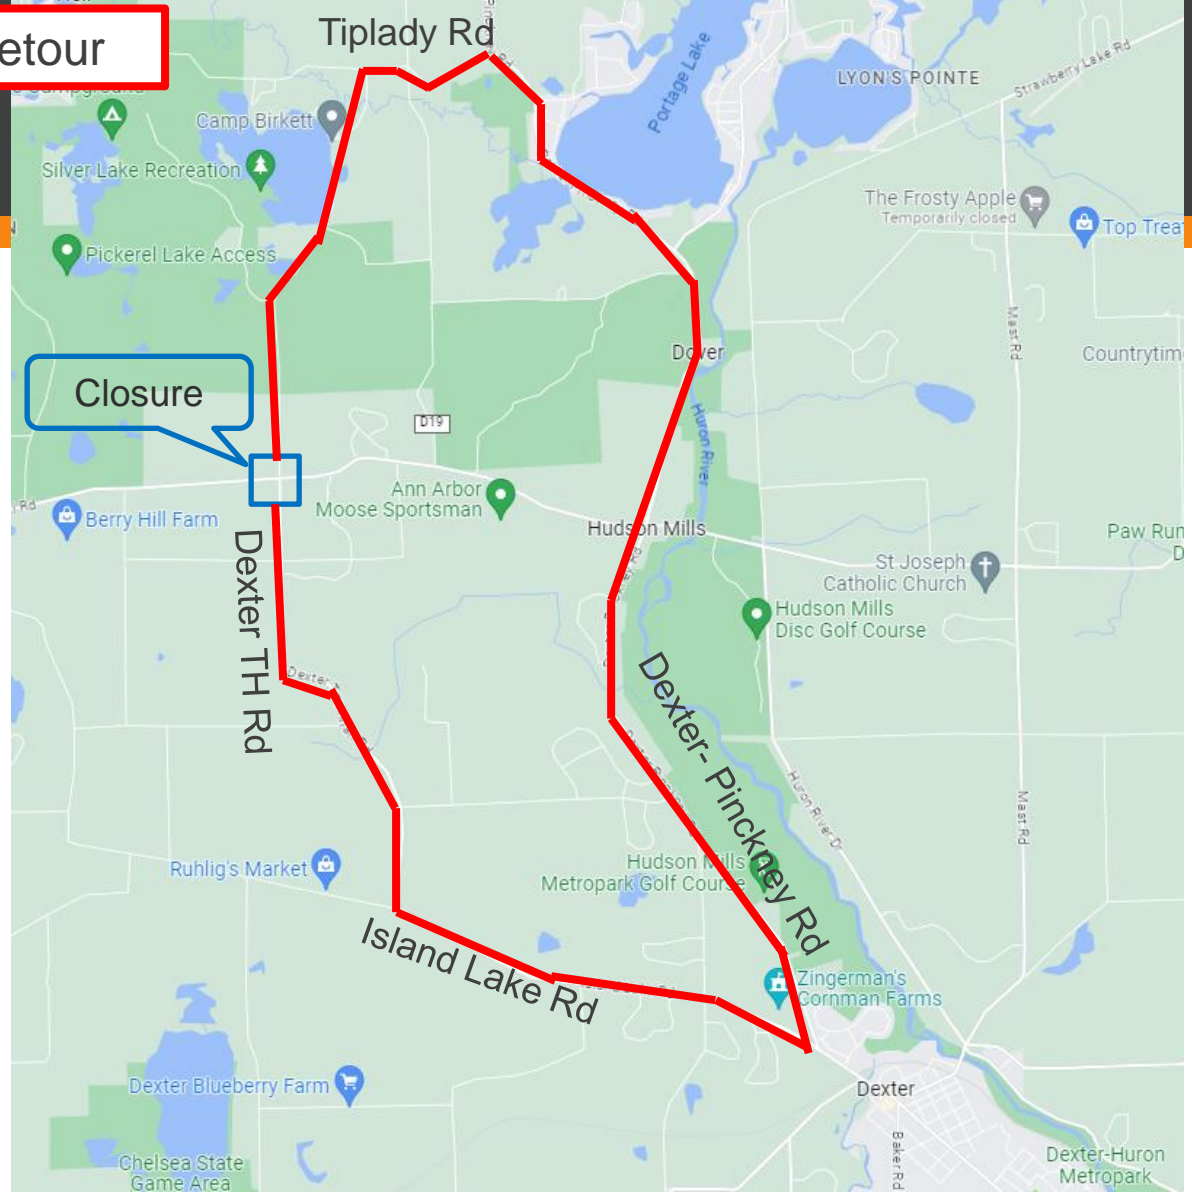 etour
Tiplady Rd
Portage Lake
LYON'S POINTE
Strawberry Lake Rd
Camp Birkett
Silver Lake Recreation
The Frosty Apple
Temporarily closed
Top Treat
Pickerel Lake Access
Dover
Mast Rd
Countrytim
Closure
D19
Huron River
Ann Arbor
Moose Sportsman
Rd
Berry Hill Farm
Hudson Mills
Paw Run
D
St Joseph
Catholic Church
Dexter TH Rd
Hudson Mills
Disc Golf Course
Dexter- Pinckney Rd
Huron River Dr
Mast Rd
Ruhlig's Market
Hudson Mills
Metropark Golf Course
Island Lake Rd
Zingerman's
Cornman Farms
Dexter Blueberry Farm
Dexter
Baker Rd
Chelsea State
Game Area
Dexter-Huron
Metropark